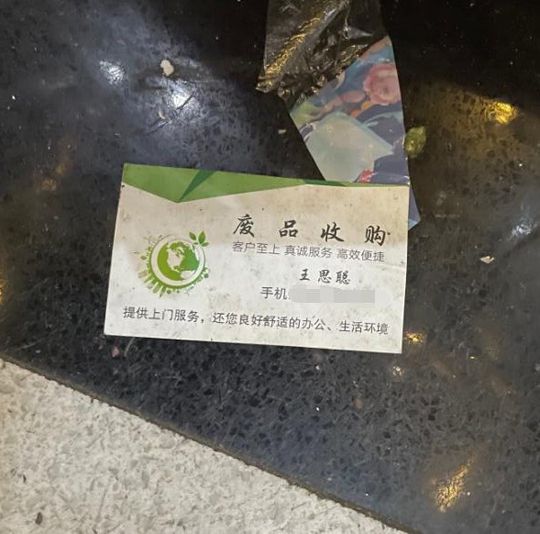 废品收购
客户至上 真诚服务 高效便捷
王思聪
手机:
提供上门服务，还您良好舒适的办公、生活环境